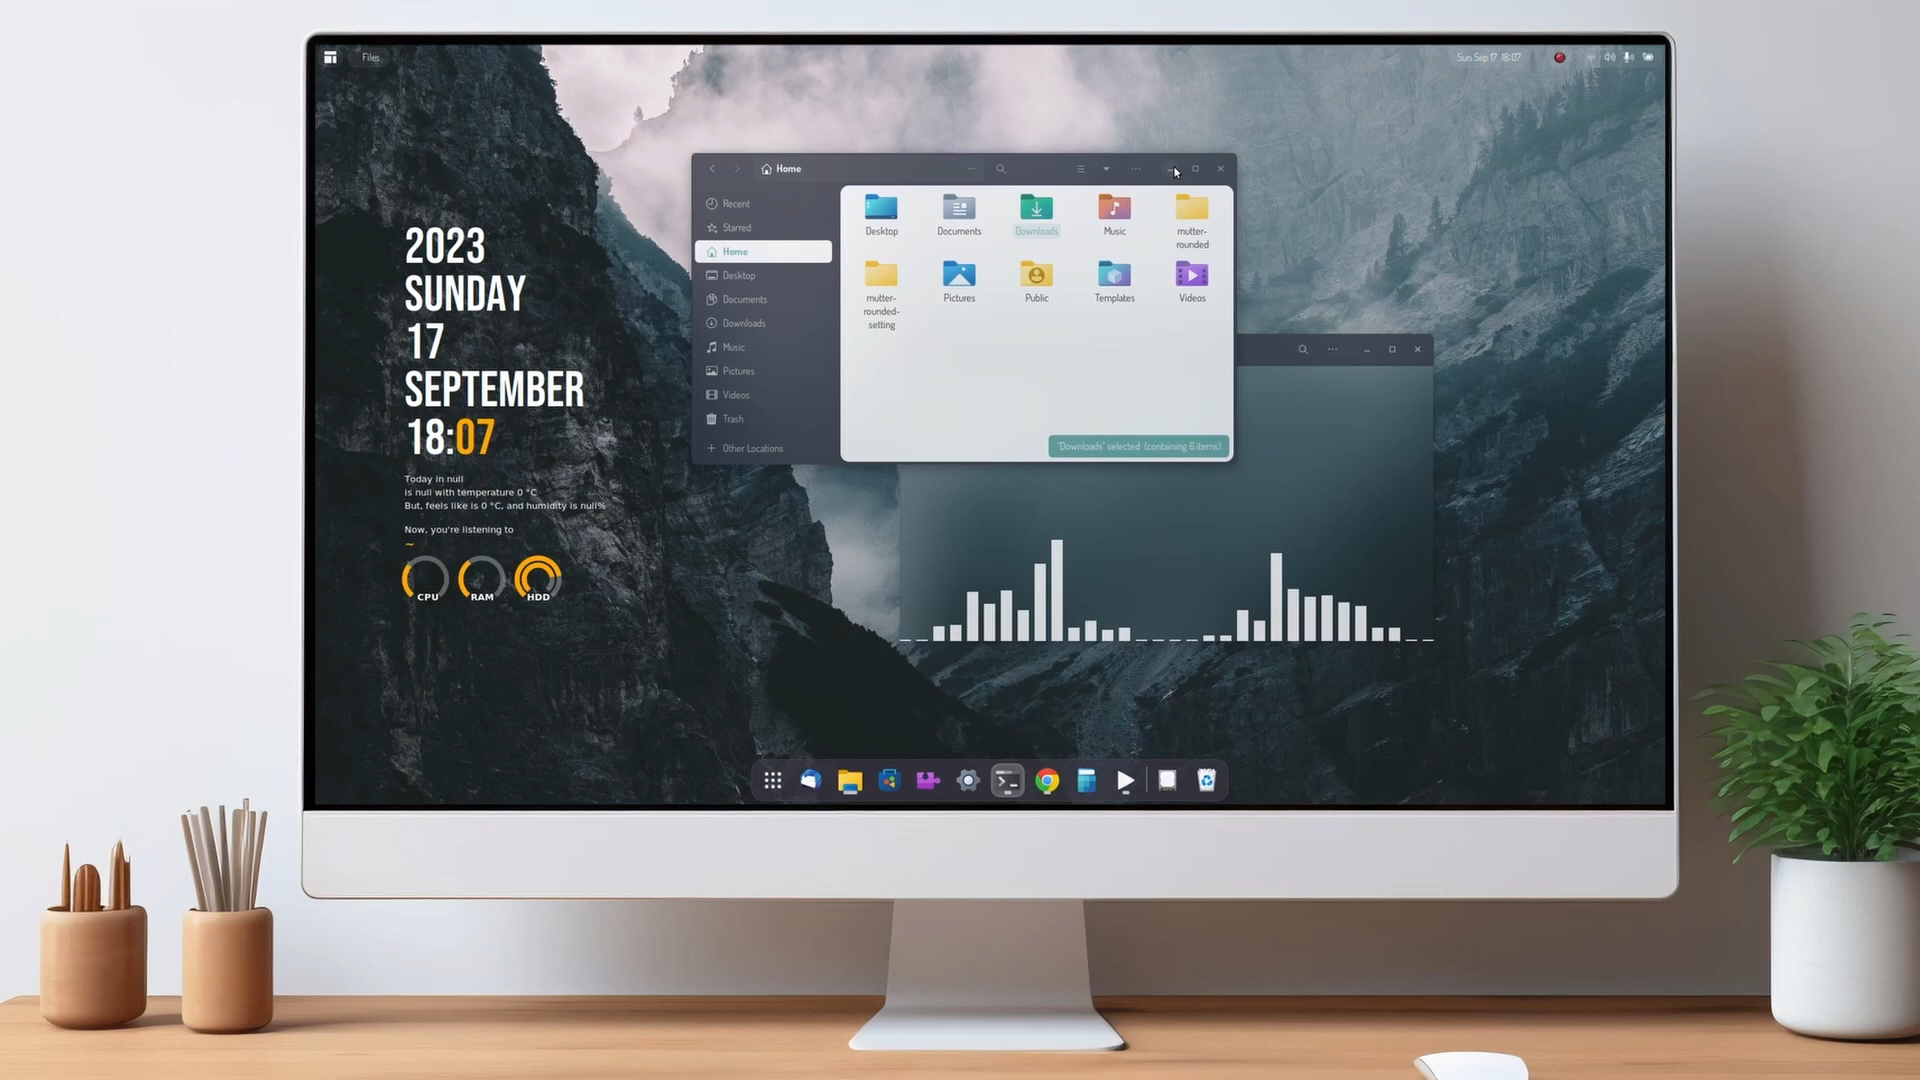 Files
Sun Sep 17 18:07
2023
SUNDAY
17
SEPTEMBER
18:07
Today in null
is null with temperature 0 °C
But, feels like is 0 °C, and humidity is null%
Now, you're listening to
~
CPU
RAM
HDD
Home
Recent
Starred
Home
Desktop
Documents
Downloads
Music
Pictures
Videos
Trash
Other Locations
Desktop
Documents
Downloads
Music
mutter-
rounded
mutter-
rounded-
setting
Pictures
Public
Templates
Videos
"Downloads" selected (containing 6 items)